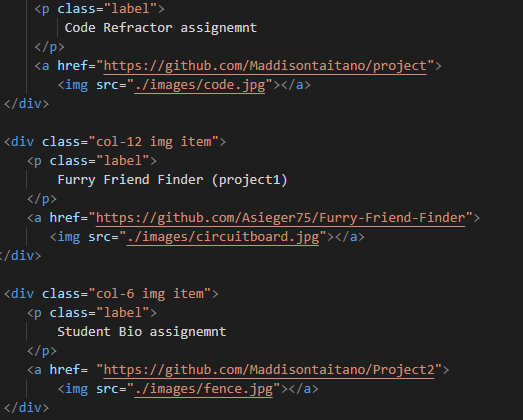 <p class="label">
Code Refractor assignemnt
</p>
<a href="https://github.com/Maddisontaitano/project">
<img src="./images/code.jpg"></a>
</div>
<div class="col-12 img item">
<p class="label">
Furry Friend Finder (project1)
</p>
<a href="https://github.com/Asieger75/Furry-Friend-Finder">
<img src="./images/circuitboard.jpg"></a>
</div>
<div class="col-6 img item">
<p class="label">
Student Bio assignemnt
</p>
<a href= "https://github.com/Maddisontaitano/Project2">
<img src="./images/fence.jpg"></a>
</div>